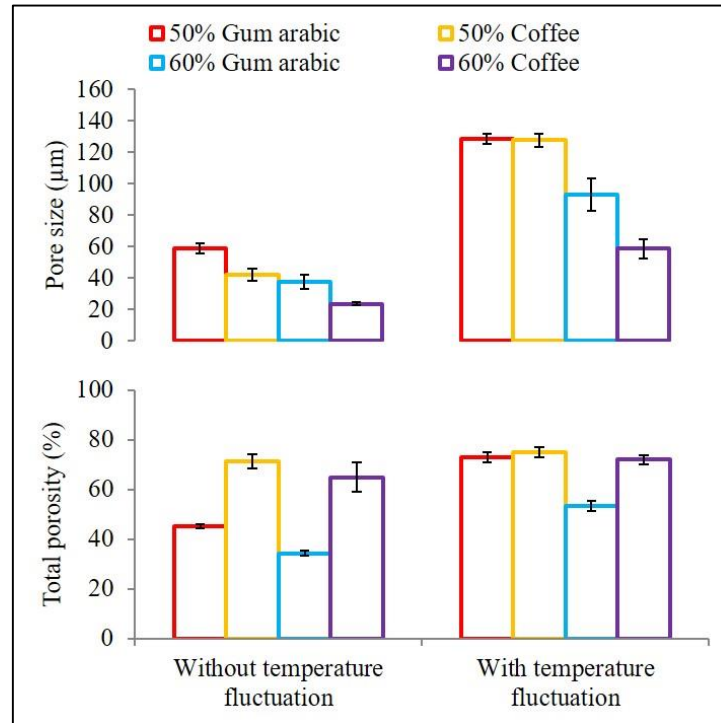 50% Gum arabic
50% Coffee
60% Gum arabic
60% Coffee
Pore size (µm)
160
140
120
100
80
60
40
20
0
Total porosity (%)
100
80
60
40
20
0
Without temperature
fluctuation
With temperature
fluctuation